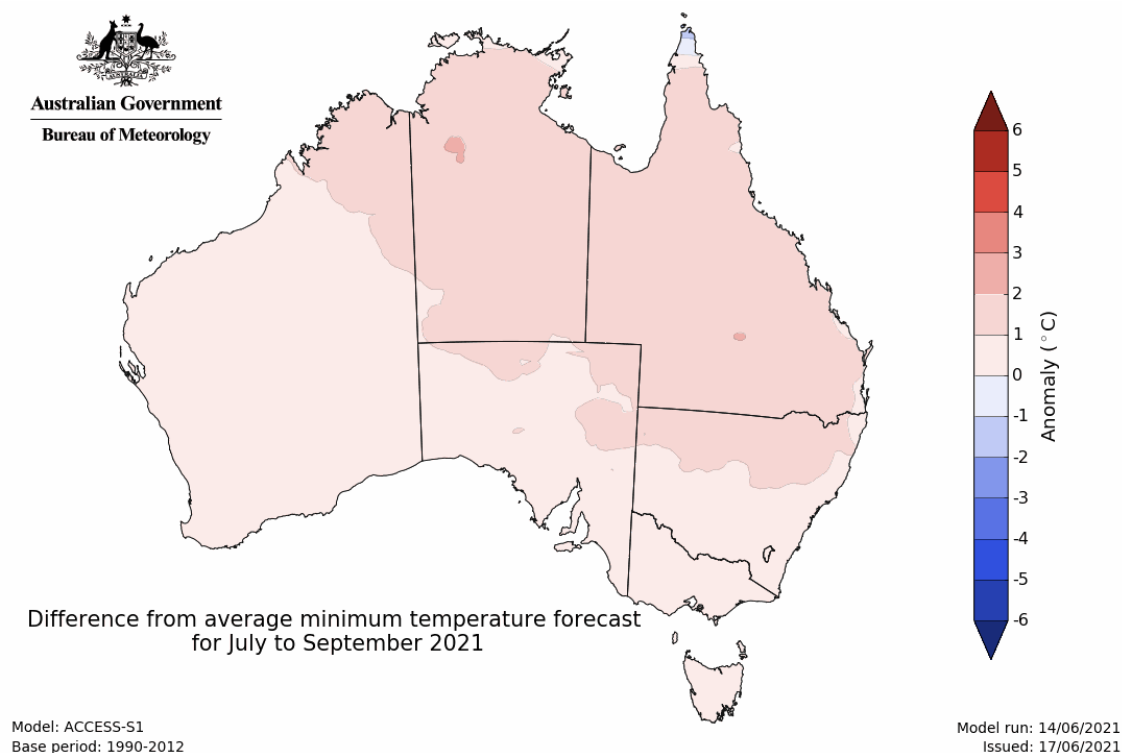 Australian Government
Bureau of Meteorology
6
5
4
3
2
1
0
-1
-2
-3
-4
-5
-6
Anomaly (°C)
Difference from average minimum temperature forecast
for July to September 2021
Model: ACCESS-S1
Base period: 1990-2012
Model run: 14/06/2021
Issued: 17/06/2021